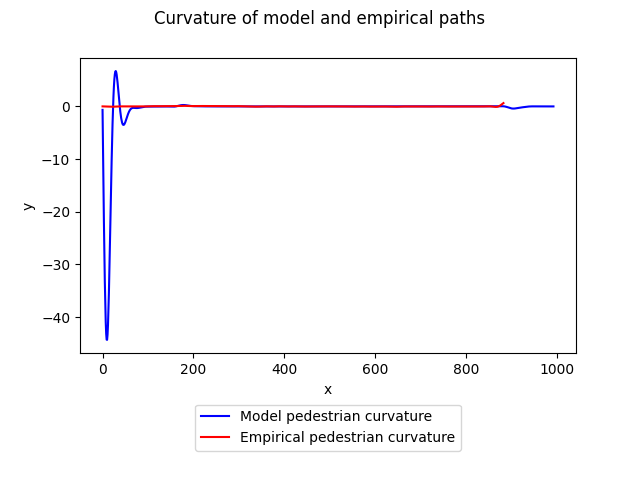 Curvature of model and empirical paths
0
−10
−20
−30
−40
y
0 200 400 600 800 1000
x
Model pedestrian curvature
Empirical pedestrian curvature